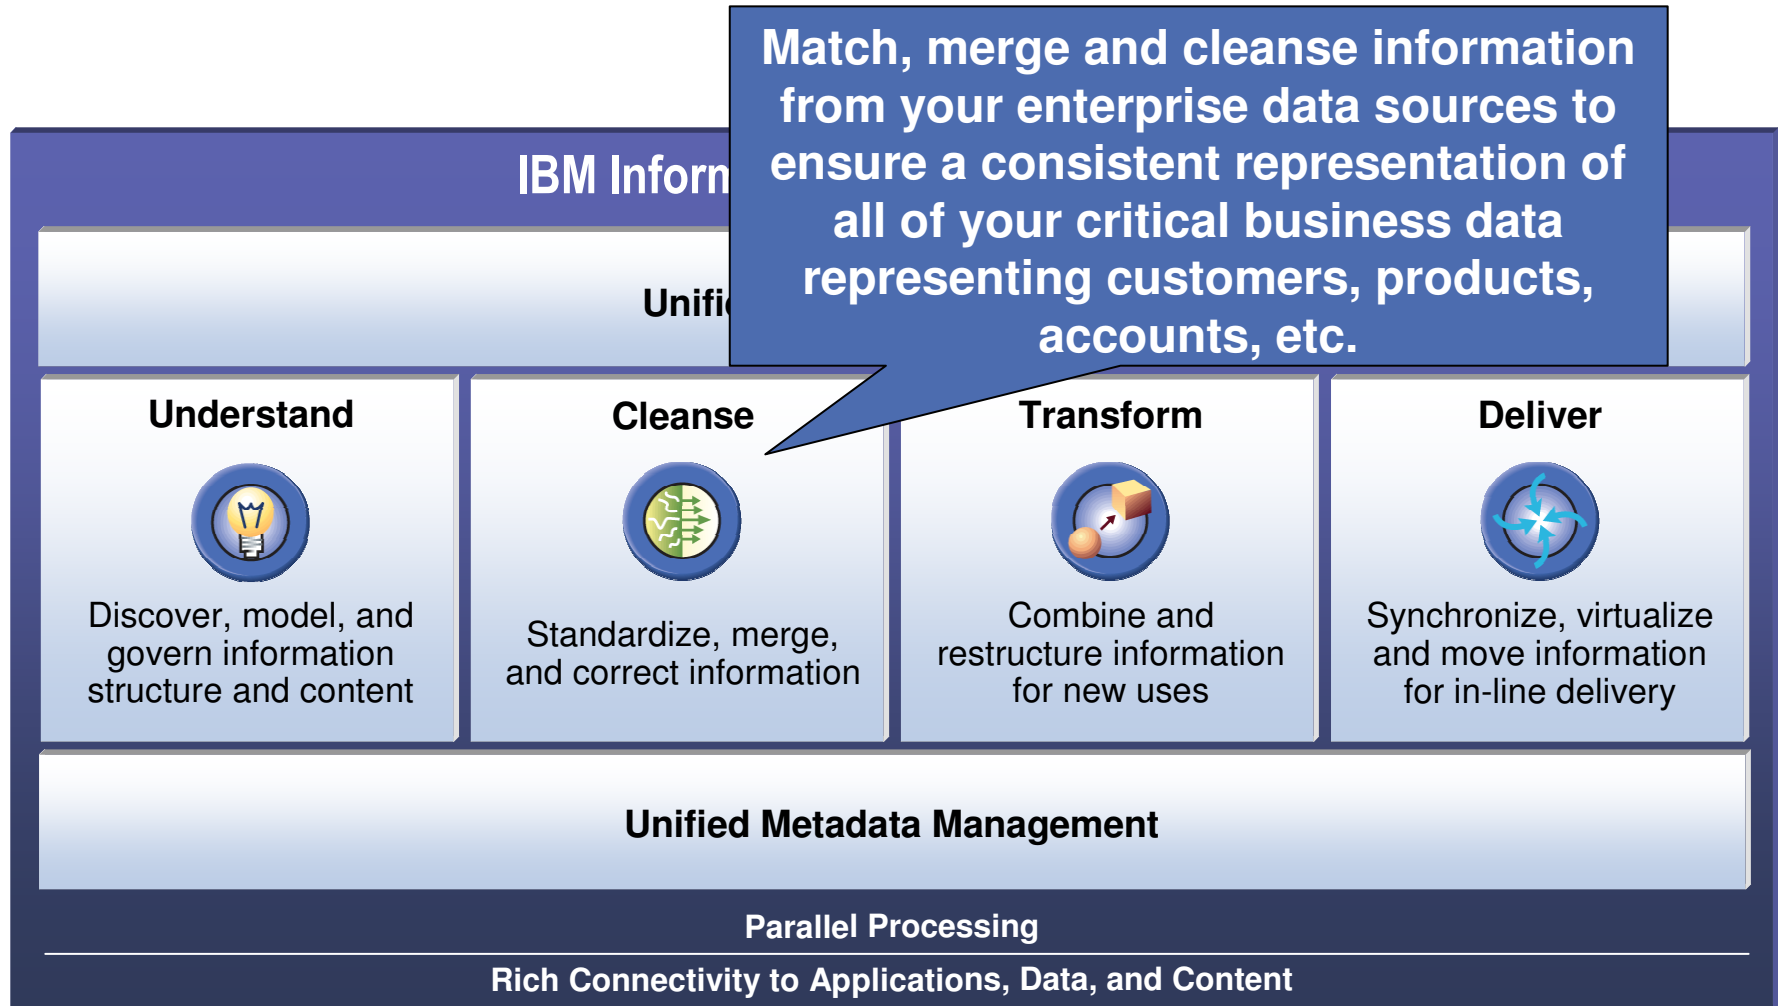 Match, merge and cleanse information
from your enterprise data sources to
ensure a consistent representation of
all of your critical business data
representing customers, products,
accounts, etc.
IBM
Understand
Discover, model, and
govern information
structure and content
Cleanse
Standardize, merge,
and correct information
Transform
Combine and
restructure information
for new uses
Deliver
Synchronize, virtualize
and move information
for in-line delivery
Unified Metadata Management
Parallel Processing
Rich Connectivity to Applications, Data, and Content